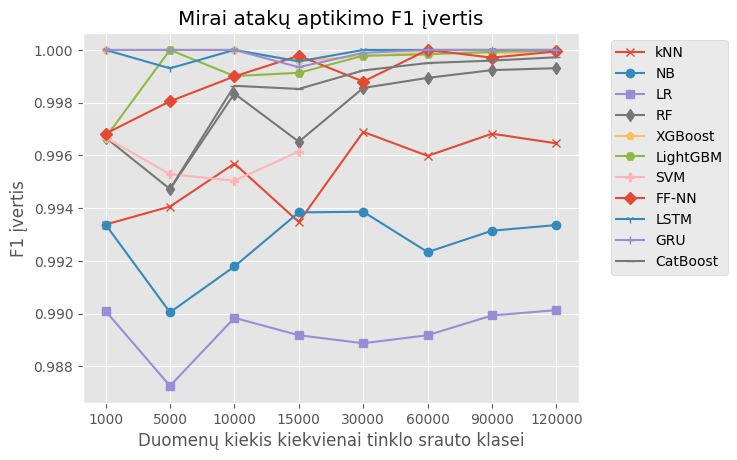 Mirai atakų aptikimo F1 įvertis
F1 įvertis
1.000
0.998
0.996
0.994
0.992
0.990
0.988
1000 5000 10000 15000 30000 60000 90000 120000
Duomenų kiekis kiekvienai tinklo srauto klasei
kNN
NB
LR
RF
XGBoost
LightGBM
SVM
FF-NN
LSTM
GRU
CatBoost